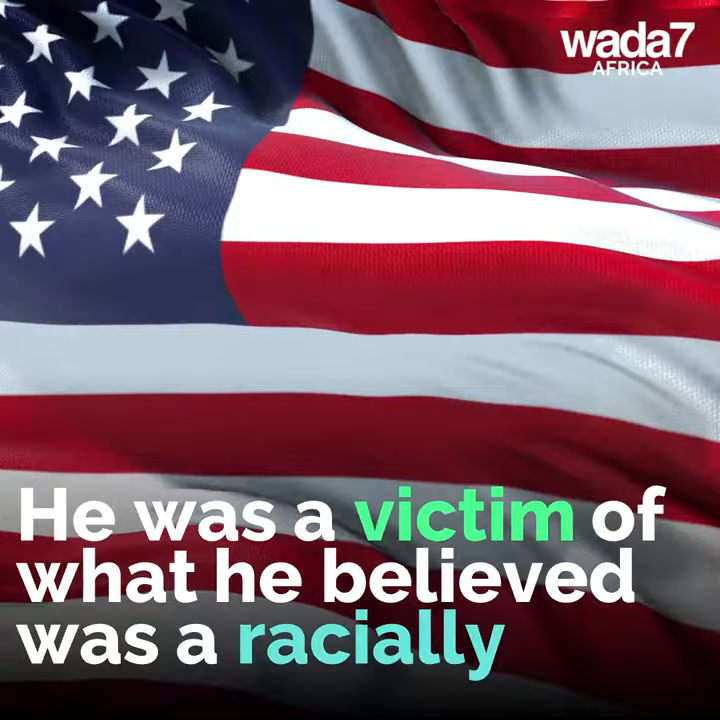 wada7
AFRICA
He was a victim of
what he believed
was a racially